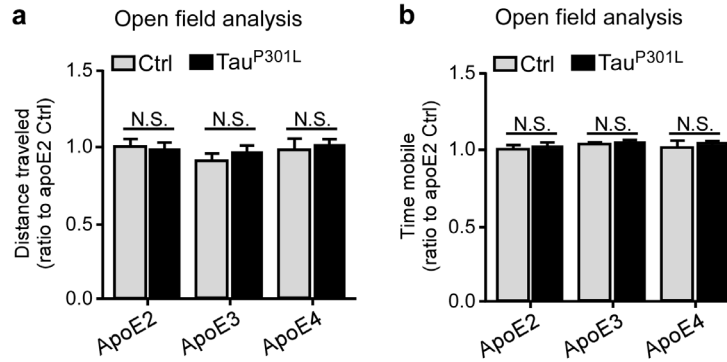 a
Open field analysis
Ctrl TauP301L
Distance traveled
(ratio to apoE2 Ctrl)
1.5
1.0
0.5
0.0
N.S. N.S. N.S.
ApoE2 ApoE3 ApoE4
b
Open field analysis
Ctrl TauP301L
Time mobile
(ratio to apoE2 Ctrl)
1.5
1.0
0.5
0.0
N.S. N.S. N.S.
ApoE2 ApoE3 ApoE4